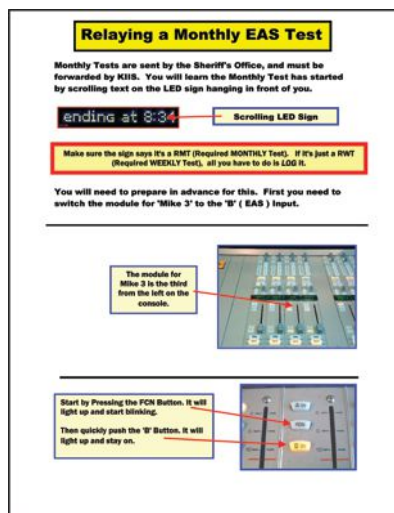 Relaying a Monthly EAS Test
Monthly Tests are sent by the Sheriff's Office, and must be
forwarded by KIIS. You will learn the Monthly Test has started
by scrolling text on the LED sign hanging in front of you.
ending at 8:34
Scrolling LED Sign
Make sure the sign says it's a RMT (Required MONTHLY Test). If it's just a RWT
(Required WEEKLY Test), all you have to do is LOG it.
You will need to prepare in advance for this. First you need to
switch the module for 'Mike 3' to the 'B' ( EAS ) Input.
The module for
Mike 3 is the third
from the left on the
console.
Start by Pressing the FCN Button. It will
light up and start blinking.
Then quickly push the 'B' Button. It will
light up and stay on.